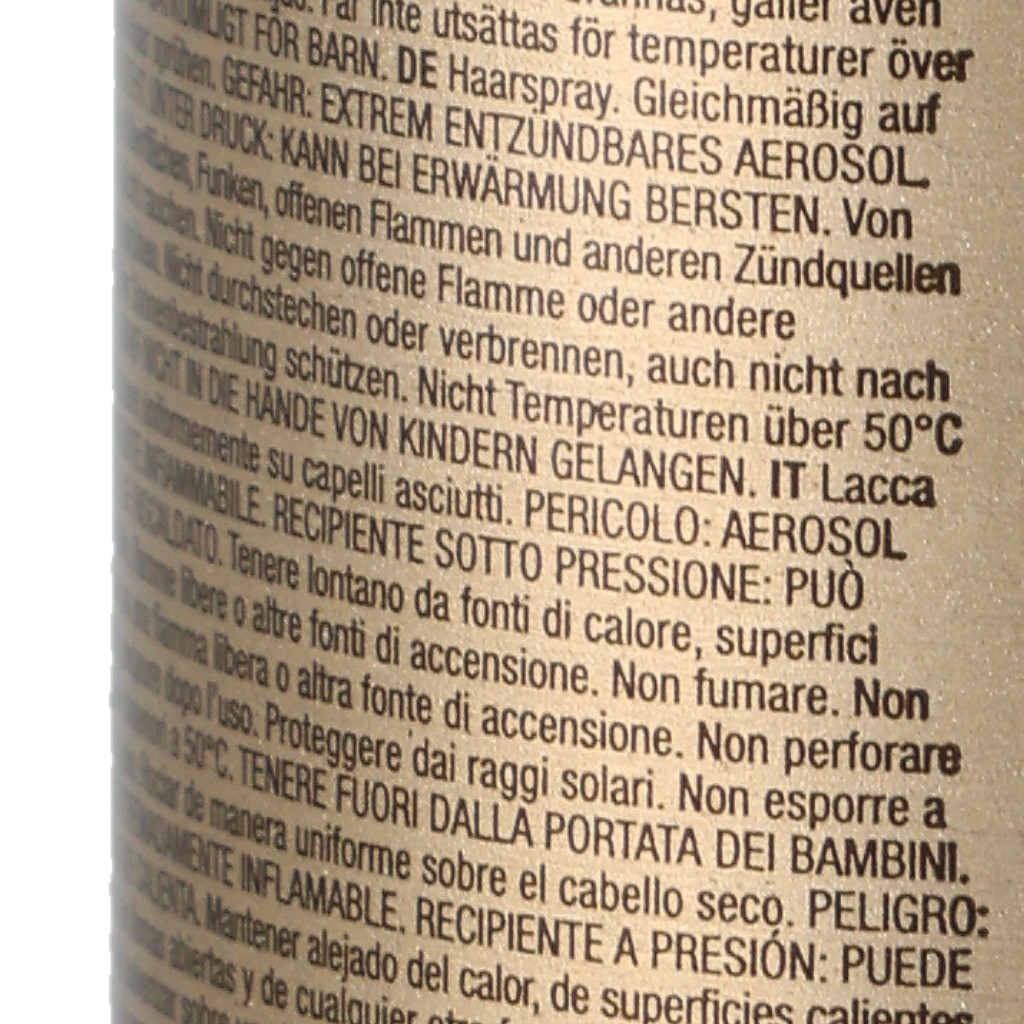 Får inte utsättas för temperaturer över
FÖR BARN. DE Haarspray. Gleichmäßig auf
sprühen. GEFAHR: EXTREM ENTZÜNDBARES AEROSOL.
UNTER DRUCK: KANN BEI ERWÄRMUNG BERSTEN. Von
Funken, offenen Flammen und anderen Zündquellen
Nicht gegen offene Flamme oder andere
Nicht durchstechen oder verbrennen, auch nicht nach
schützen. Nicht Temperaturen über 50°C
NICHT IN DIE HÄNDE VON KINDERN GELANGEN. IT Lacca
su capelli asciutti. PERICOLO: AEROSOL
INFIAMMABILE. RECIPIENTE SOTTO PRESSIONE: PUÒ
Tenere lontano da fonti di calore, superfici
libere o altre fonti di accensione. Non fumare. Non
fiamma libera o altra fonte di accensione. Non perforare
dopo l'uso. Proteggere dai raggi solari. Non esporre a
a 50°C. TENERE FUORI DALLA PORTATA DEI BAMBINI.
de manera uniforme sobre el cabello seco. PELIGRO:
INFLAMABLE. RECIPIENTE A PRESIÓN: PUEDE
Mantener alejado del calor, de superficies calientes,
abiertas y de cualquier